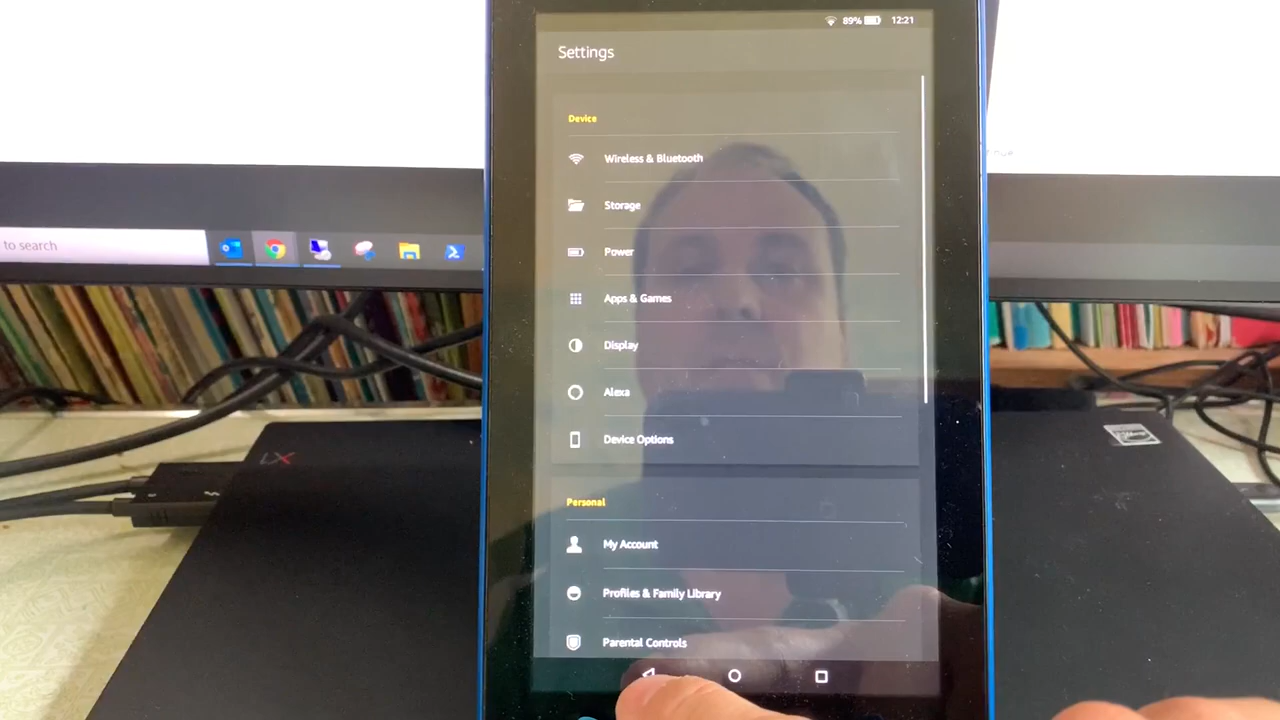 89% 12:21
Settings
Device
Wireless & Bluetooth
Storage
Power
Apps & Games
Display
Alexa
Device Options
Personal
My Account
Profiles & Family Library
Parental Controls
to search
X1